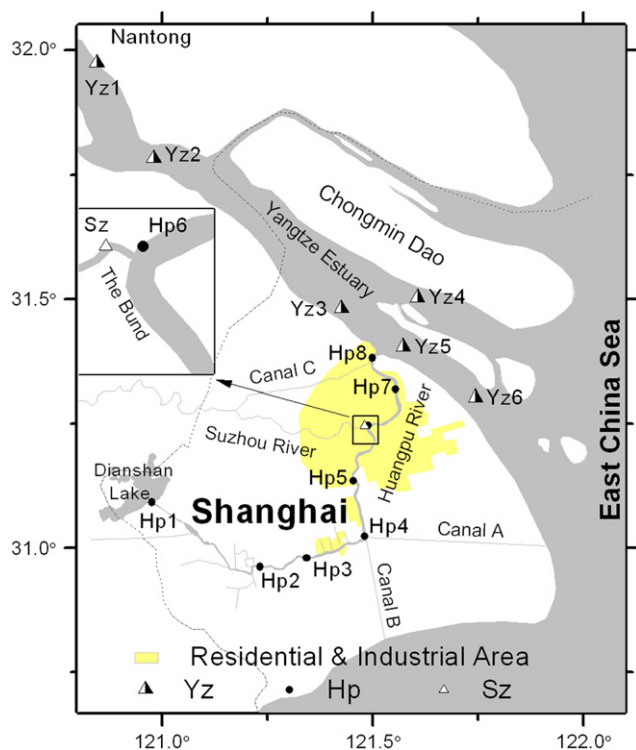 32.0°
Nantong
Yz1
Yz2
Sz
Hp6
The Bund
Chongmin Dao
Yangtze Estuary
31.5°
Yz3
Yz4
Yz5
Hp8
Canal C
Hp7
Yz6
Huangpu River
Suzhou River
East China Sea
Dianshan
Lake
Hp5
Hp1
Shanghai
Hp4
Canal A
31.0°
Hp2
Hp3
Canal B
Residential & Industrial Area
Yz
Hp
Sz
121.0°
121.5°
122.0°